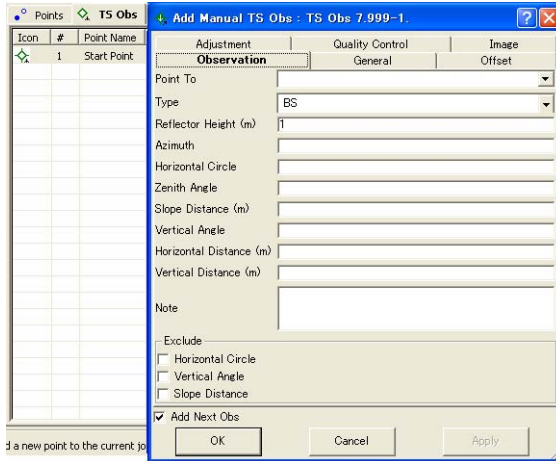 Points TS Obs
Icon # Point Name
1 Start Point
Add Manual TS Obs : TS Obs 7.999-1.
Adjustment Quality Control Image
Observation General Offset
Point To
Type BS
Reflector Height (m) 1
Azimuth
Horizontal Circle
Zenith Angle
Slope Distance (m)
Vertical Angle
Horizontal Distance (m)
Vertical Distance (m)
Note
Exclude
Horizontal Circle
Vertical Angle
Slope Distance
Add Next Obs
OK Cancel Apply
d a new point to the current jo